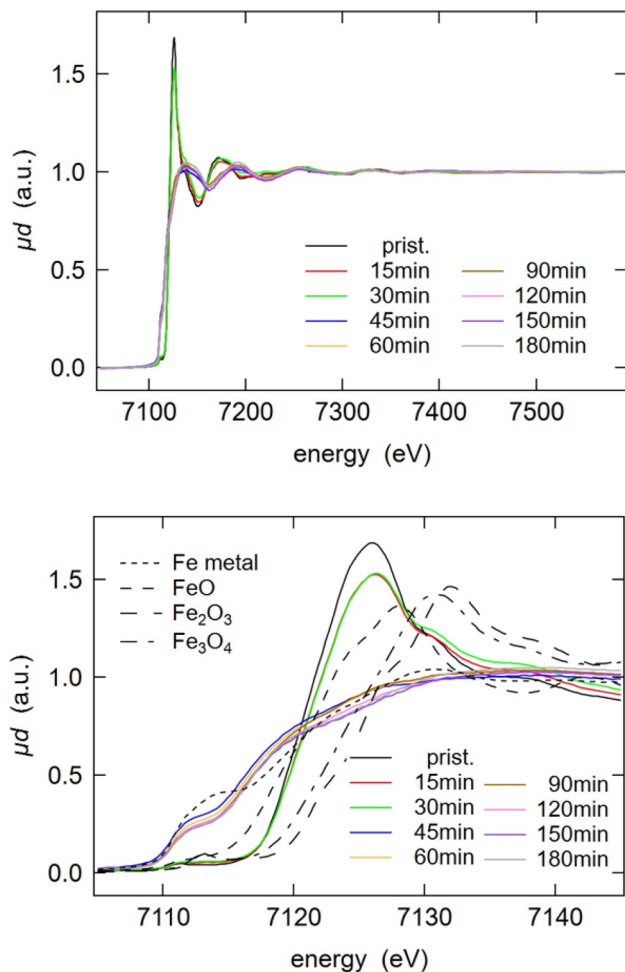 1.5
1.0
0.5
0.0
μd (a.u.)
prist.
15min
30min
45min
60min
90min
120min
150min
180min
7100 7200 7300 7400 7500
energy (eV)
Fe metal
FeO
Fe₂O₃
Fe₃O₄
1.5
1.0
0.5
0.0
μd (a.u.)
prist.
15min
30min
45min
60min
90min
120min
150min
180min
7110 7120 7130 7140
energy (eV)